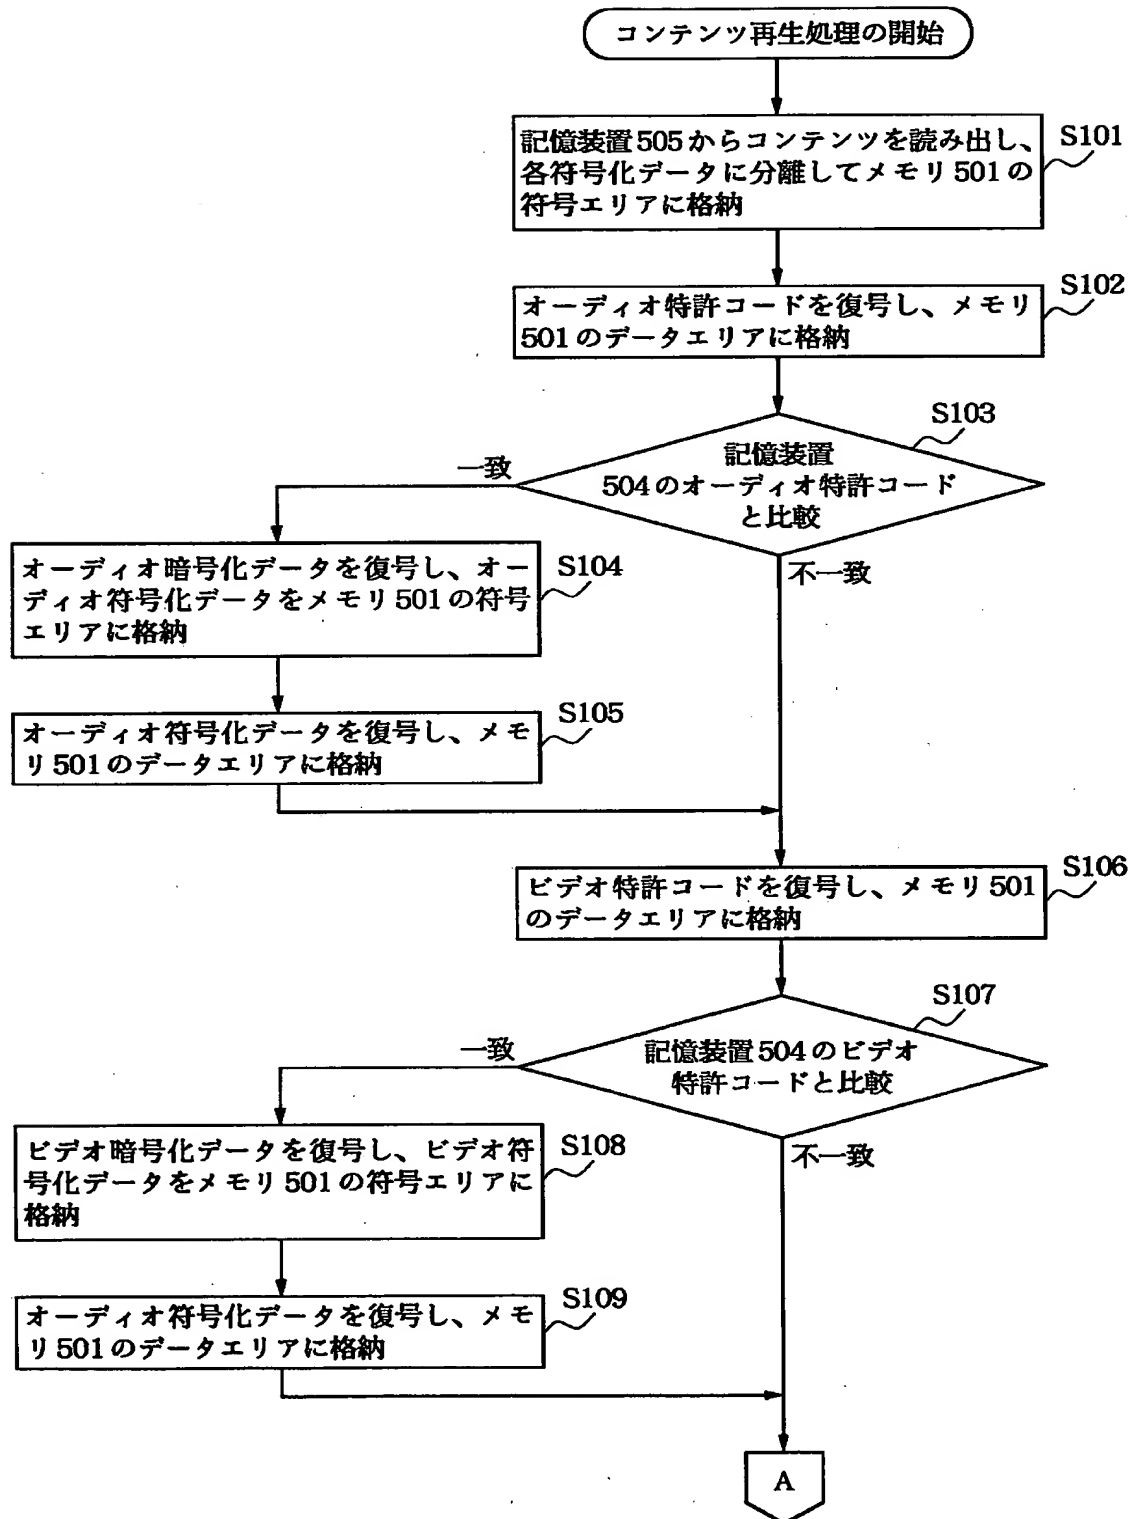 コンテンツ再生処理の開始
記憶装置505からコンテンツを読み出し、
各符号化データに分離してメモリ501の
符号エリアに格納
S101
オーディオ特許コードを復号し、メモリ
501のデータエリアに格納
S102
記憶装置
504のオーディオ特許コード
と比較
S103
一致
不一致
オーディオ暗号化データを復号し、オー
ディオ符号化データをメモリ501の符号
エリアに格納
S104
オーディオ符号化データを復号し、メモ
リ501のデータエリアに格納
S105
ビデオ特許コードを復号し、メモリ501
のデータエリアに格納
S106
記憶装置504のビデオ
特許コードと比較
S107
一致
不一致
ビデオ暗号化データを復号し、ビデオ符
号化データをメモリ501の符号エリアに
格納
S108
オーディオ符号化データを復号し、メモ
リ501のデータエリアに格納
S109
A